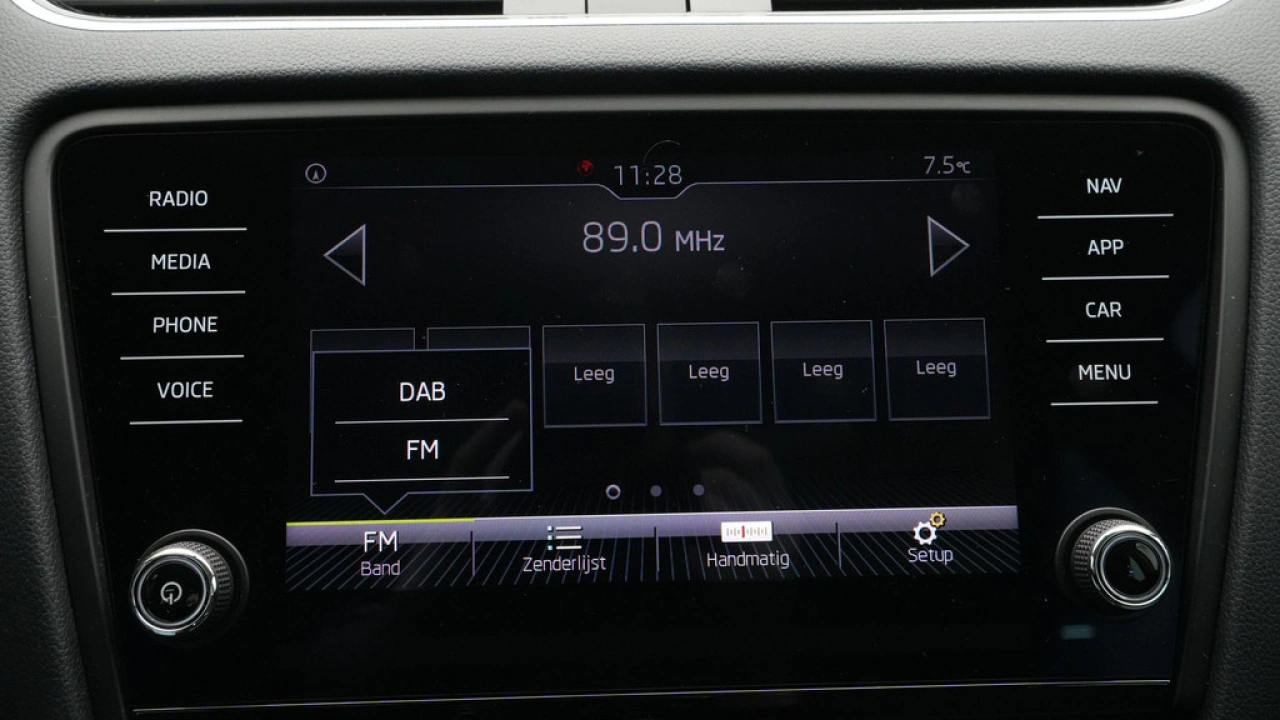 RADIO
MEDIA
PHONE
VOICE
11:28
7.5°C
89.0 MHz
DAB
FM
Leeg
Leeg
Leeg
Leeg
FM
Band
Zenderlijst
Handmatig
Setup
NAV
APP
CAR
MENU